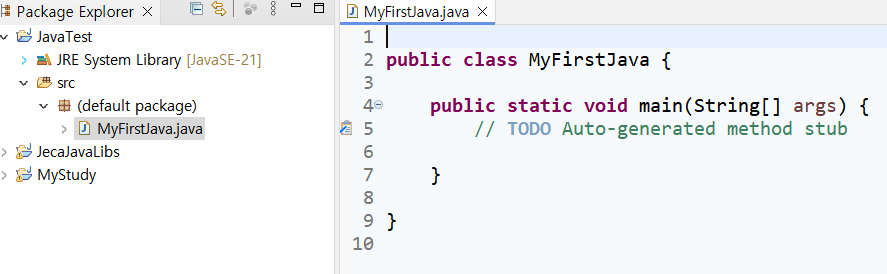 Package Explorer
JavaTest
JRE System Library [JavaSE-21]
src
(default package)
MyFirstJava.java
JecaJavaLibs
MyStudy
MyFirstJava.java
1
2 public class MyFirstJava {
3
4 public static void main(String[] args) {
5 // TODO Auto-generated method stub
6
7 }
8
9 }
10